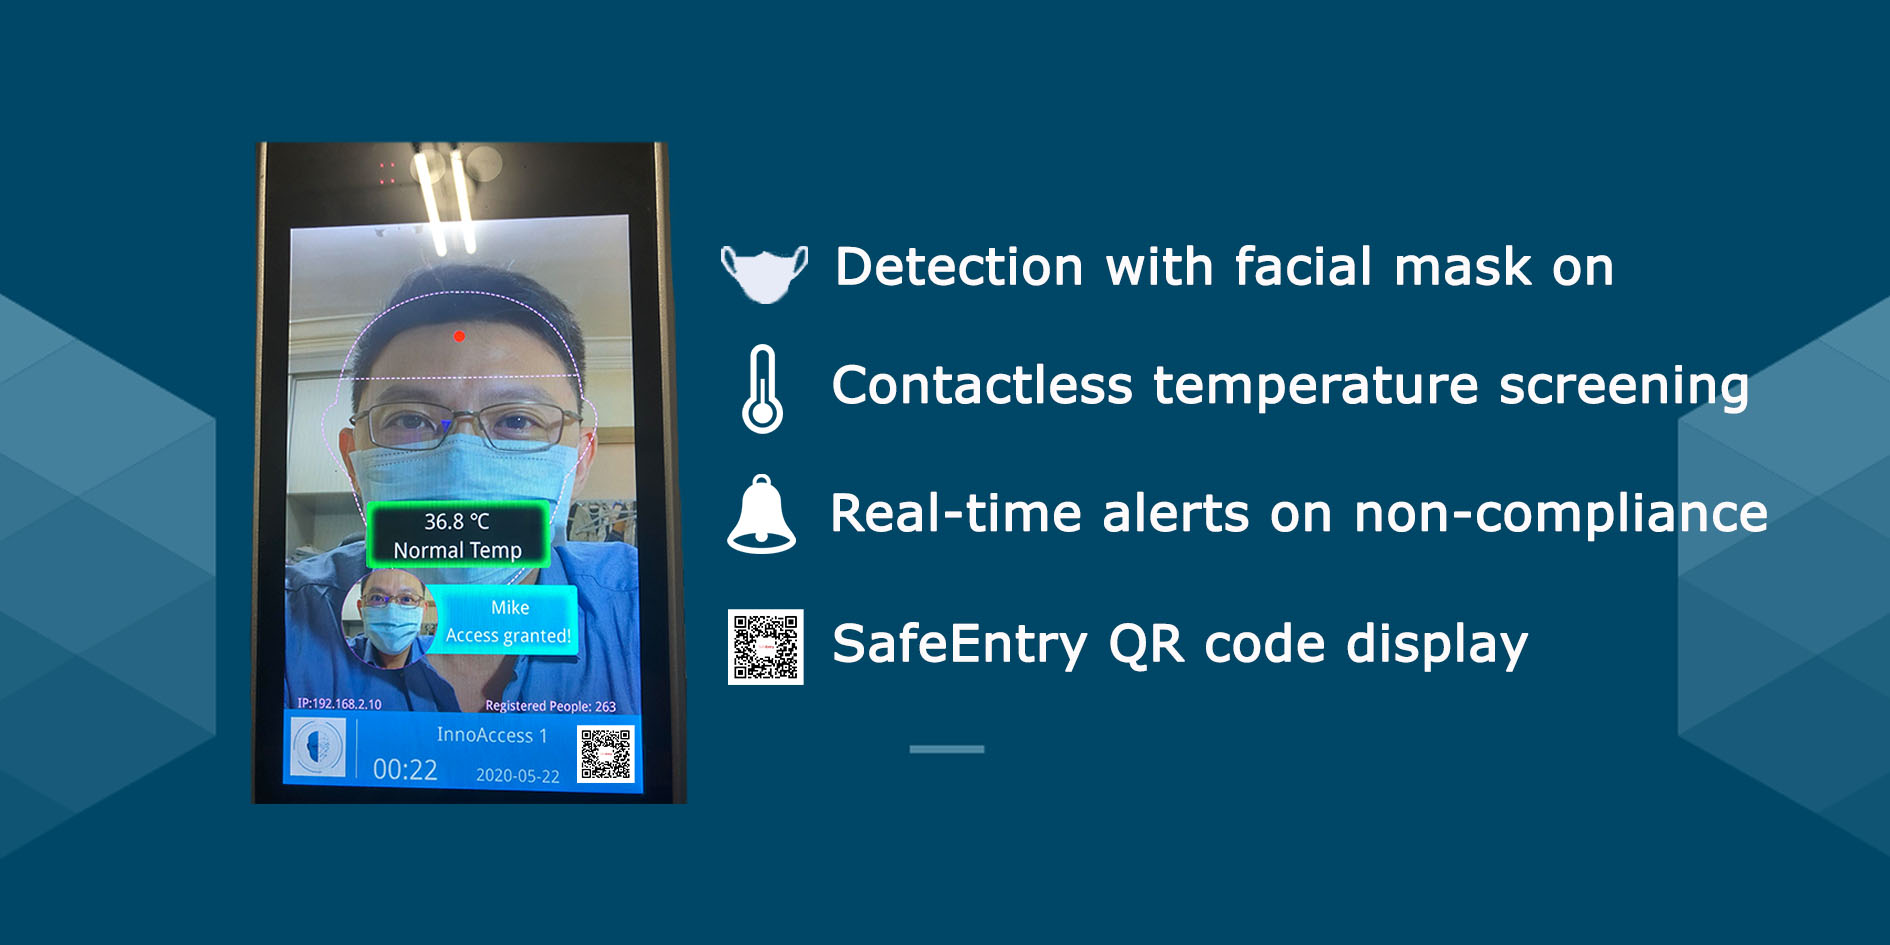 36.8 ℃
Normal Temp
Mike
Access granted!
IP:192.168.2.10
Registered People: 263
InnoAccess 1
00:22
2020-05-22
Detection with facial mask on
Contactless temperature screening
Real-time alerts on non-compliance
SafeEntry QR code display